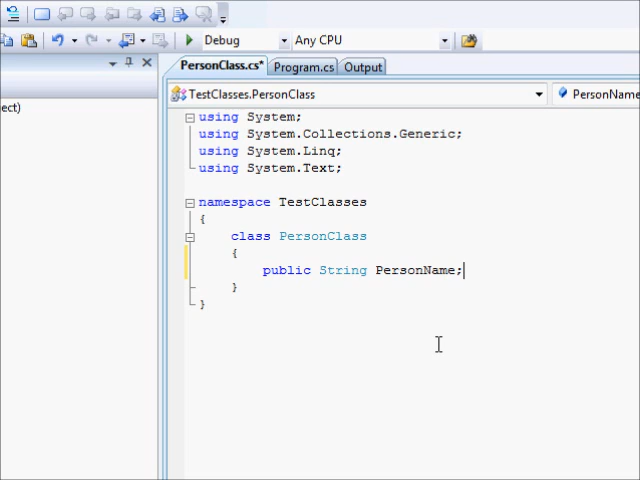 Debug Any CPU
PersonClass.cs* Program.cs Output
ect)
TestClasses.PersonClass PersonName
using System;
using System.Collections.Generic;
using System.Linq;
using System.Text;
namespace TestClasses
{
class PersonClass
{
public String PersonName;
}
}